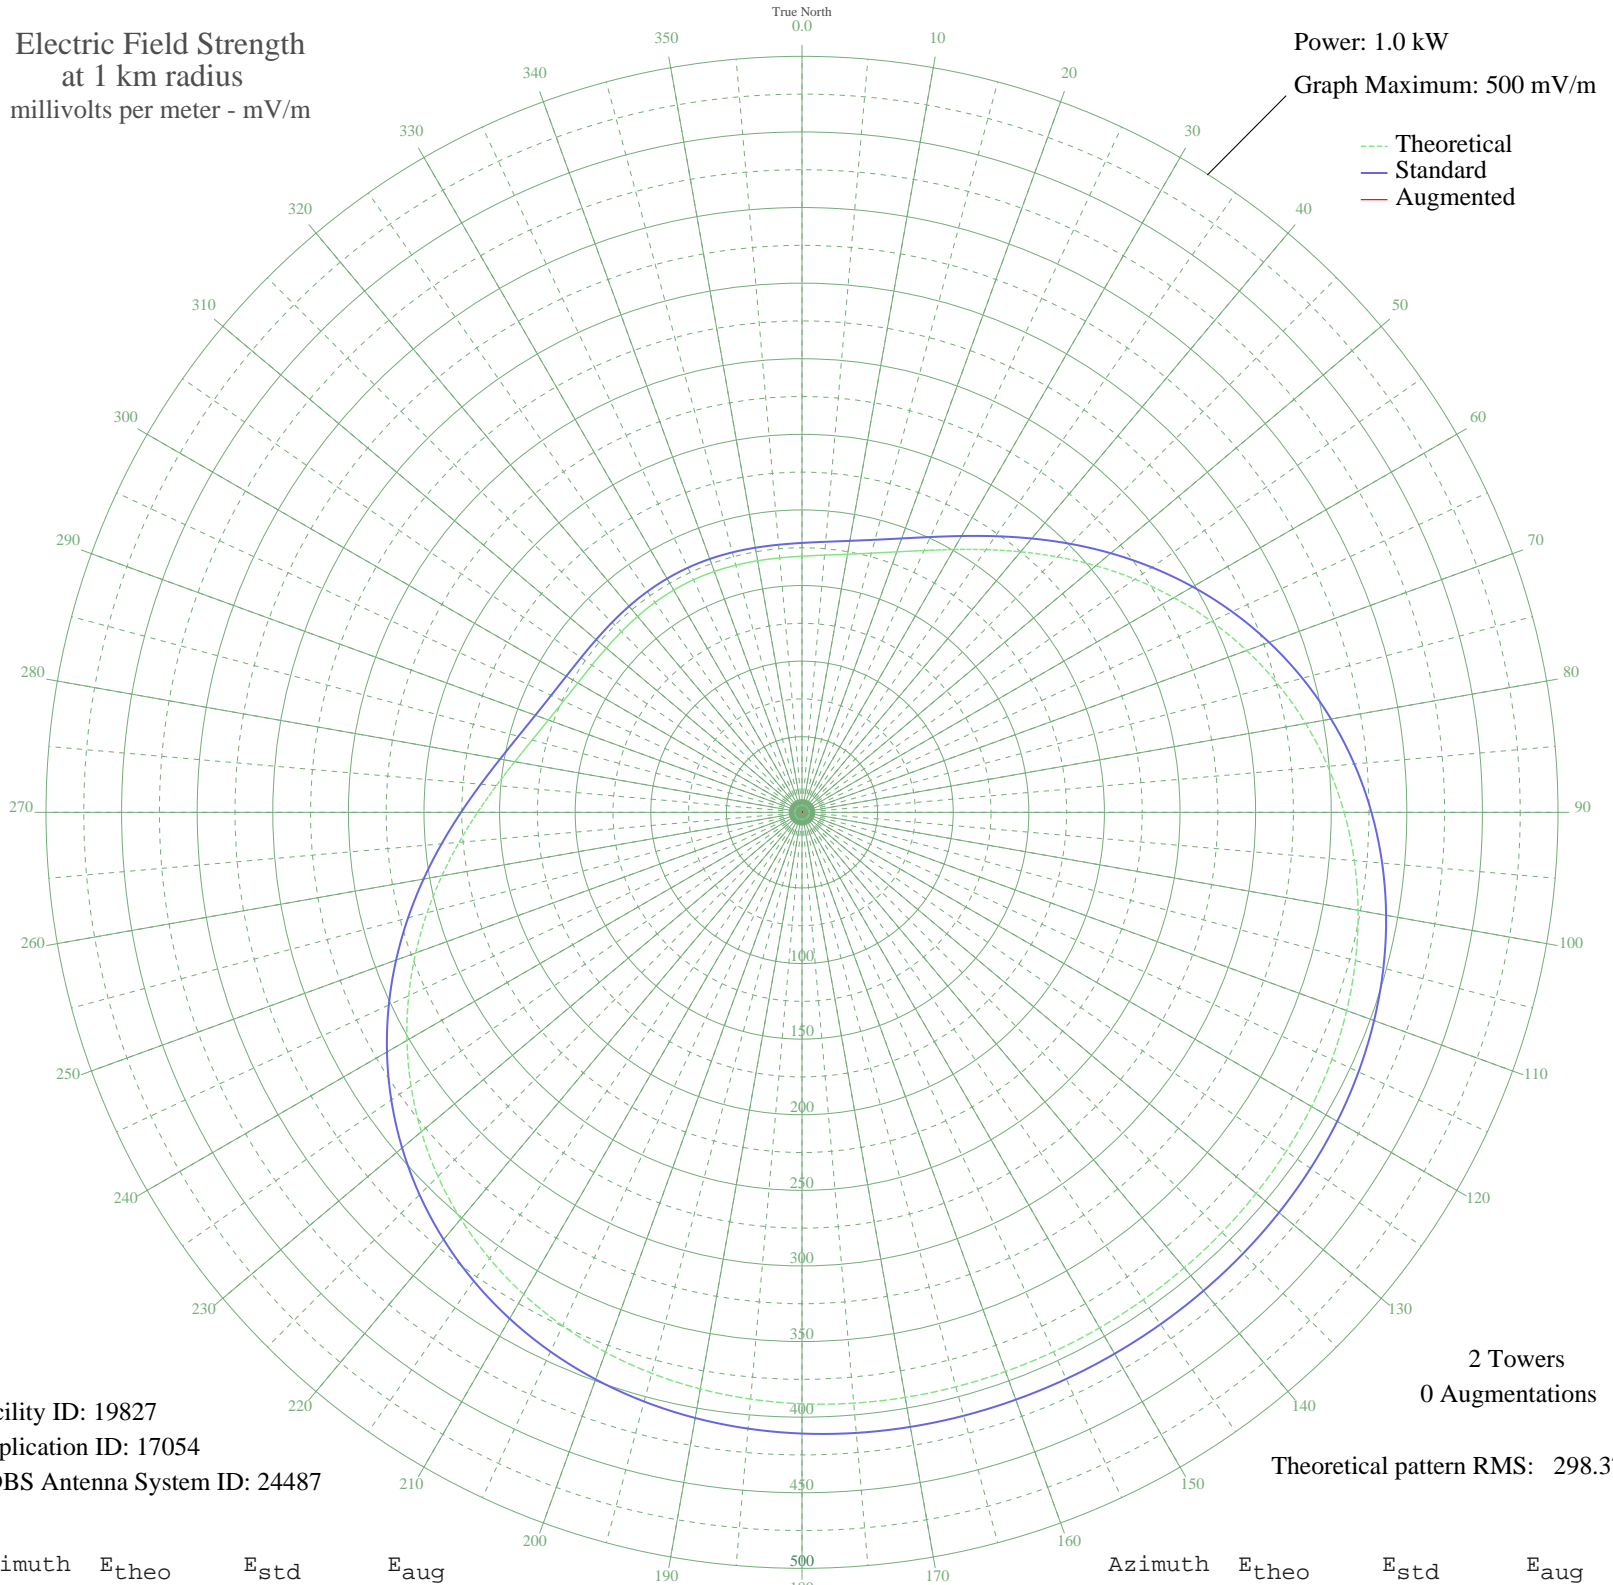 True North
Electric Field Strength
at 1 km radius
millivolts per meter - mV/m
Power: 1.0 kW
Graph Maximum: 500 mV/m
Theoretical
Standard
Augmented
0.0
10
20
30
40
50
60
70
80
90
100
110
120
130
140
150
160
170
190
200
210
220
230
240
250
260
270
280
290
300
310
320
330
340
350
100
150
200
250
300
350
400
450
500
2 Towers
0 Augmentations
Theoretical pattern RMS: 298.3
cility ID: 19827
plication ID: 17054
DBS Antenna System ID: 24487
imuth Etheo Estd Eaug
Azimuth Etheo Estd Eaug